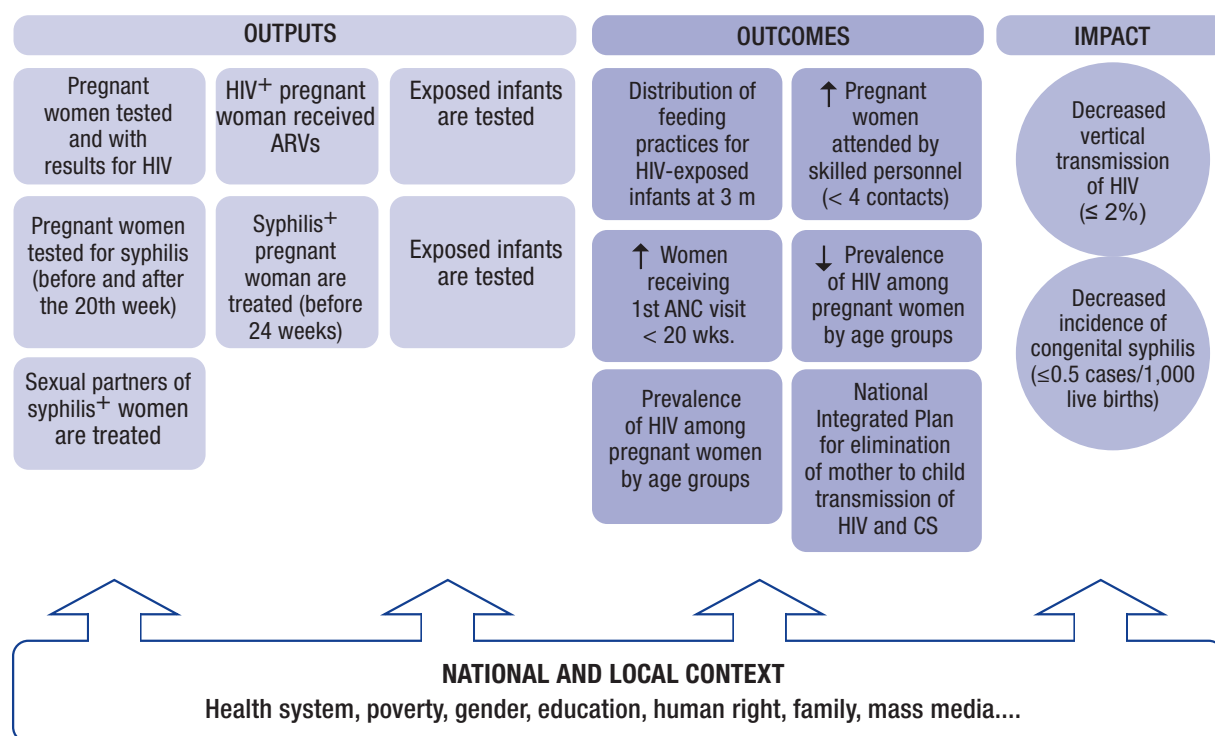 OUTPUTS
Pregnant
women tested
and with
results for HIV
HIV+ pregnant
woman received
ARVs
Exposed infants
are tested
Pregnant women
tested for syphilis
(before and after
the 20th week)
Syphilis+
pregnant
woman are
treated (before
24 weeks)
Exposed infants
are tested
Sexual partners of
syphilis+ women
are treated
OUTCOMES
Distribution of
feeding
practices for
HIV-exposed
infants at 3 m
↑ Pregnant
women
attended by
skilled personnel
(< 4 contacts)
↑ Women
receiving
1st ANC visit
< 20 wks.
↓ Prevalence
of HIV among
pregnant women
by age groups
Prevalence
of HIV among
pregnant women
by age groups
National
Integrated Plan
for elimination
of mother to child
transmission of
HIV and CS
IMPACT
Decreased
vertical
transmission
of HIV
(≤ 2%)
Decreased
incidence of
congenital syphilis
(≤0.5 cases/1,000
live births)
NATIONAL AND LOCAL CONTEXT
Health system, poverty, gender, education, human right, family, mass media....